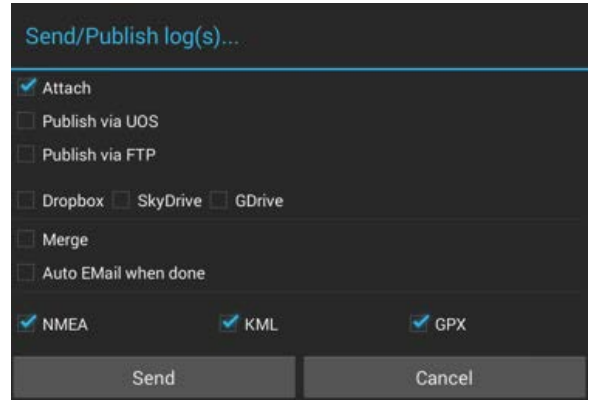 Send/Publish log(s)...
Attach
Publish via UOS
Publish via FTP
Dropbox SkyDrive GDrive
Merge
Auto EMail when done
NMEA KML GPX
Send Cancel